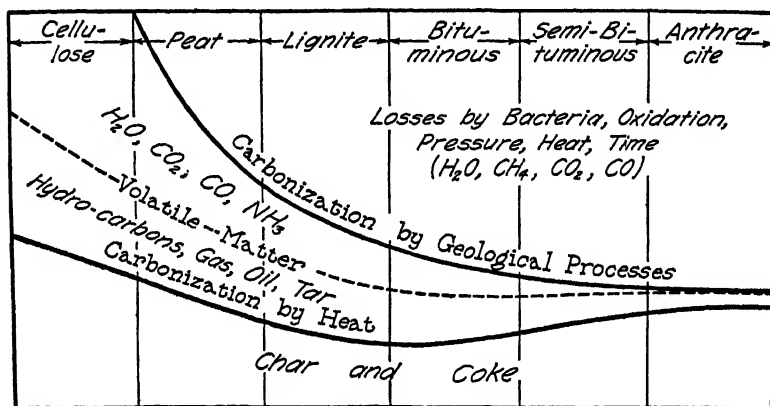 Cellu-
lose
Peat
Lignite
Bitu-
minous
Semi-Bi-
tuminous
Anthra-
cite
Losses by Bacteria, Oxidation,
Pressure, Heat, Time
(H₂O, CH₄, CO₂, CO)
H₂O, CO₂, CO, NH₃
Carbonization by Geological Processes
Volatile Matter
Hydro-carbons, Gas, Oil, Tar
Carbonization by Heat
Char and Coke